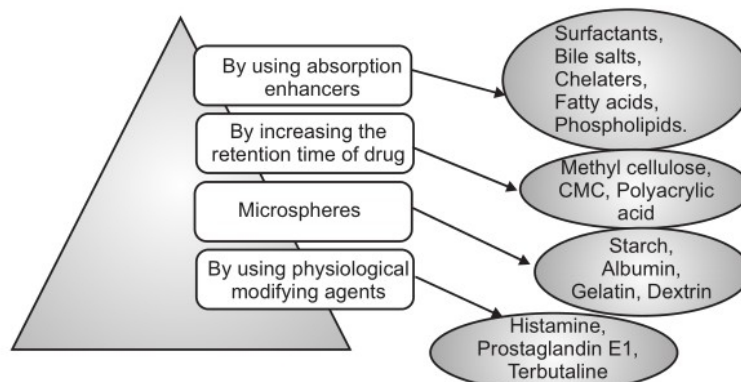 By using absorption
enhancers
By increasing the
retention time of drug
Microspheres
By using physiological
modifying agents
Surfactants,
Bile salts,
Chelaters,
Fatty acids,
Phospholipids.
Methyl cellulose,
CMC, Polyacrylic
acid
Starch,
Albumin,
Gelatin, Dextrin
Histamine,
Prostaglandin E1,
Terbutaline